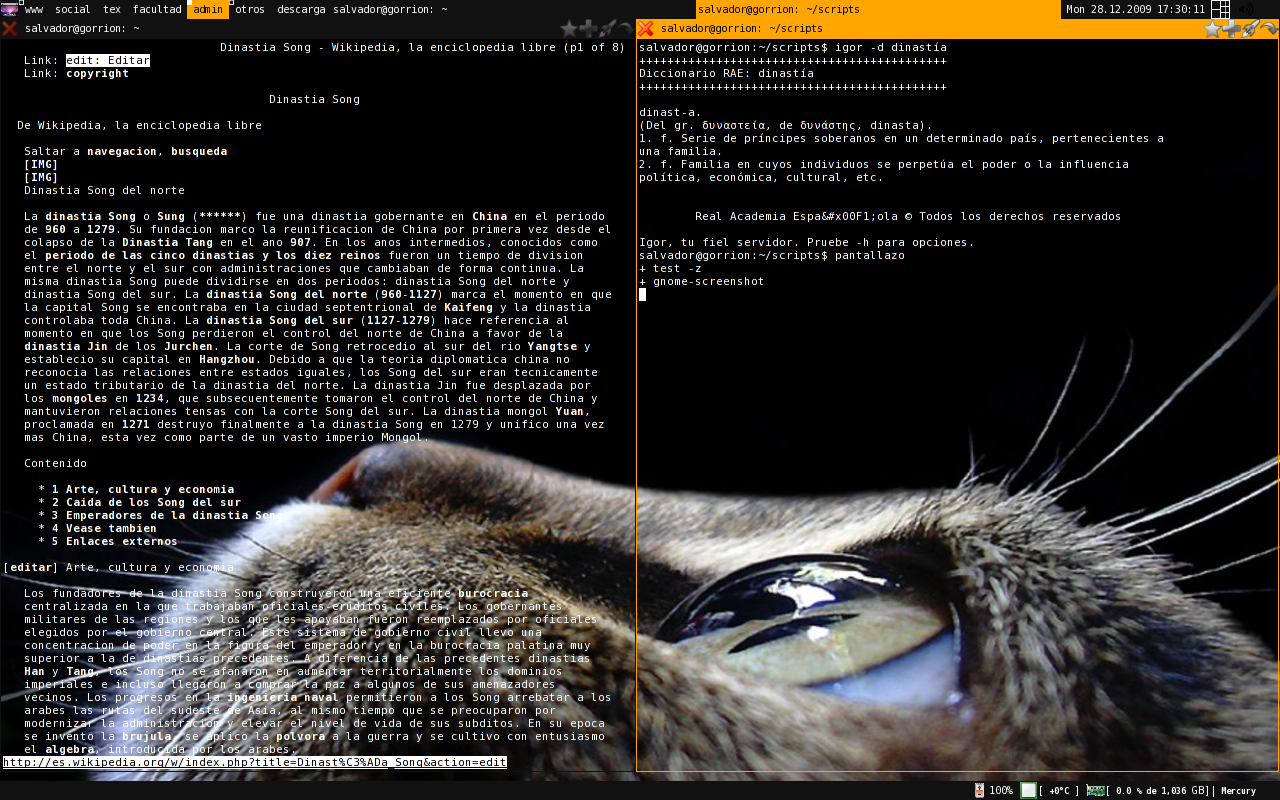 www social tex facultad admin otros descarga salvador@gorrion: ~ salvador@gorrion: ~/scripts Mon 28.12.2009 17:30:11
salvador@gorrion: ~
Dinastia Song - Wikipedia, la enciclopedia libre (p1 of 8)
Link: edit: Editar
Link: copyright
Dinastia Song
De Wikipedia, la enciclopedia libre
Saltar a navegacion, busqueda
[IMG]
[IMG]
Dinastia Song del norte
La dinastia Song o Sung (******) fue una dinastia gobernante en China en el periodo
de 960 a 1279. Su fundacion marco la reunificacion de China por primera vez desde el
colapso de la Dinastia Tang en el ano 907. En los anos intermedios, conocidos como
el periodo de las cinco dinastias y los diez reinos fueron un tiempo de division
entre el norte y el sur con administraciones que cambiaban de forma continua. La
misma dinastia Song puede dividirse en dos periodos: dinastia Song del norte y
dinastia Song del sur. La dinastia Song del norte (960-1127) marca el momento en que
la capital Song se encontraba en la ciudad septentrional de Kaifeng y la dinastia
controlaba toda China. La dinastia Song del sur (1127-1279) hace referencia al
momento en que los Song perdieron el control del norte de China a favor de la
dinastia Jin de los Jurchen. La corte de Song retrocedio al sur del rio Yangtse y
establecio su capital en Hangzhou. Debido a que la teoria diplomatica china no
reconocia las relaciones entre estados iguales, los Song del sur eran tecnicamente
un estado tributario de la dinastia del norte. La dinastia Jin fue desplazada por
los mongoles en 1234, que subsecuentemente tomaron el control del norte de China y
mantuvieron relaciones tensas con la corte Song del sur. La dinastia mongol Yuan,
proclamada en 1271 destruyo finalmente a la dinastia Song en 1279 y unifico una vez
mas China, esta vez como parte de un vasto imperio Mongol.
Contenido
* 1 Arte, cultura y economia
* 2 Caida de los Song del sur
* 3 Emperadores de la dinastia Song
* 4 Vease tambien
* 5 Enlaces externos
[editar] Arte, cultura y economia
Los fundadores de la dinastia Song construyeron una eficiente burocracia
centralizada en la que trabajaban oficiales-eruditos civiles. Los gobernantes
militares de las regiones y los que les apoyaban fueron reemplazados por oficiales
elegidos por el gobierno central. Este sistema de gobierno civil llevo una
concentracion de poder en la figura del emperador y en la burocracia palatina muy
superior a la de dinastias precedentes. A diferencia de las precedentes dinastias
Han y Tang, los Song no se afanaron en aumentar territorialmente los dominios
imperiales e incluso llegaron a comprar la paz a algunos de sus amenazadores
vecinos. Los progresos en la ingenieria naval permitieron a los Song arrebatar a los
arabes las rutas del sudeste de Asia, al mismo tiempo que se preocuparon por
modernizar la administracion y elevar el nivel de vida de sus subditos. En su epoca
se invento la brujula, se aplico la polvora a la guerra y se cultivo con entusiasmo
el algebra, introducida por los arabes.
http://es.wikipedia.org/w/index.php?title=Dinast%C3%ADa_Song&action=edit
salvador@gorrion: ~/scripts
salvador@gorrion:~/scripts$ igor -d dinastía
++++++++++++++++++++++++++++++++++++++++++++
Diccionario RAE: dinastía
++++++++++++++++++++++++++++++++++++++++++++
dinast-a.
(Del gr. δυναστεία, de δυνάστης, dinasta).
1. f. Serie de príncipes soberanos en un determinado país, pertenecientes a
una familia.
2. f. Familia en cuyos individuos se perpetúa el poder o la influencia
política, económica, cultural, etc.
Real Academia Espa&#x00F1;ola © Todos los derechos reservados
Igor, tu fiel servidor. Pruebe -h para opciones.
salvador@gorrion:~/scripts$ pantallazo
+ test -z
+ gnome-screenshot
100% [ +0°C ] [ 0.0 % de 1,036 GB]| Mercury